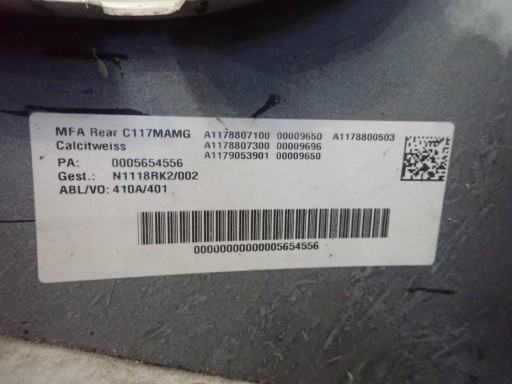 MFA Rear C117MAMG A1178807100 00009650 A1178800503
Calcitweiss A1178807300 00009696
A1179053901 00009650
PA: 0005654556
Gest.: N1118RK2/002
ABL/VO: 410A/401
00000000000005654556